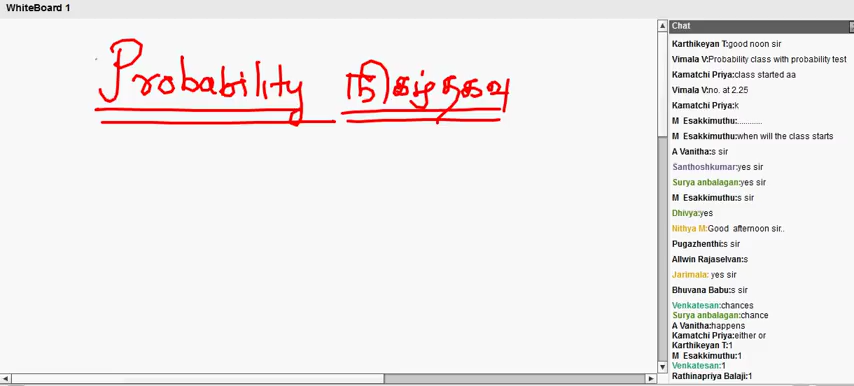 WhiteBoard 1
Probability நிகழ்தகவு
Chat
Karthikeyan T:good noon sir
Vimala V:Probability class with probability test
Kamatchi Priya:class started aa
Vimala V:no. at 2.25
Kamatchi Priya:k
M Esakkimuthu:............
M Esakkimuthu:when will the class starts
A Vanitha:s sir
Santhoshkumar:yes sir
Surya anbalagan:yes sir
M Esakkimuthu:s sir
Dhivya:yes
Nithya M:Good afternoon sir..
Pugazhenthi:s sir
Allwin Rajaselvan:s
Jarimala: yes sir
Bhuvana Babu:s sir
Venkatesan:chances
Surya anbalagan:chance
A Vanitha:happens
Kamatchi Priya:either or
Karthikeyan T:1
M Esakkimuthu:1
Venkatesan:1
Rathinapriya Balaji:1